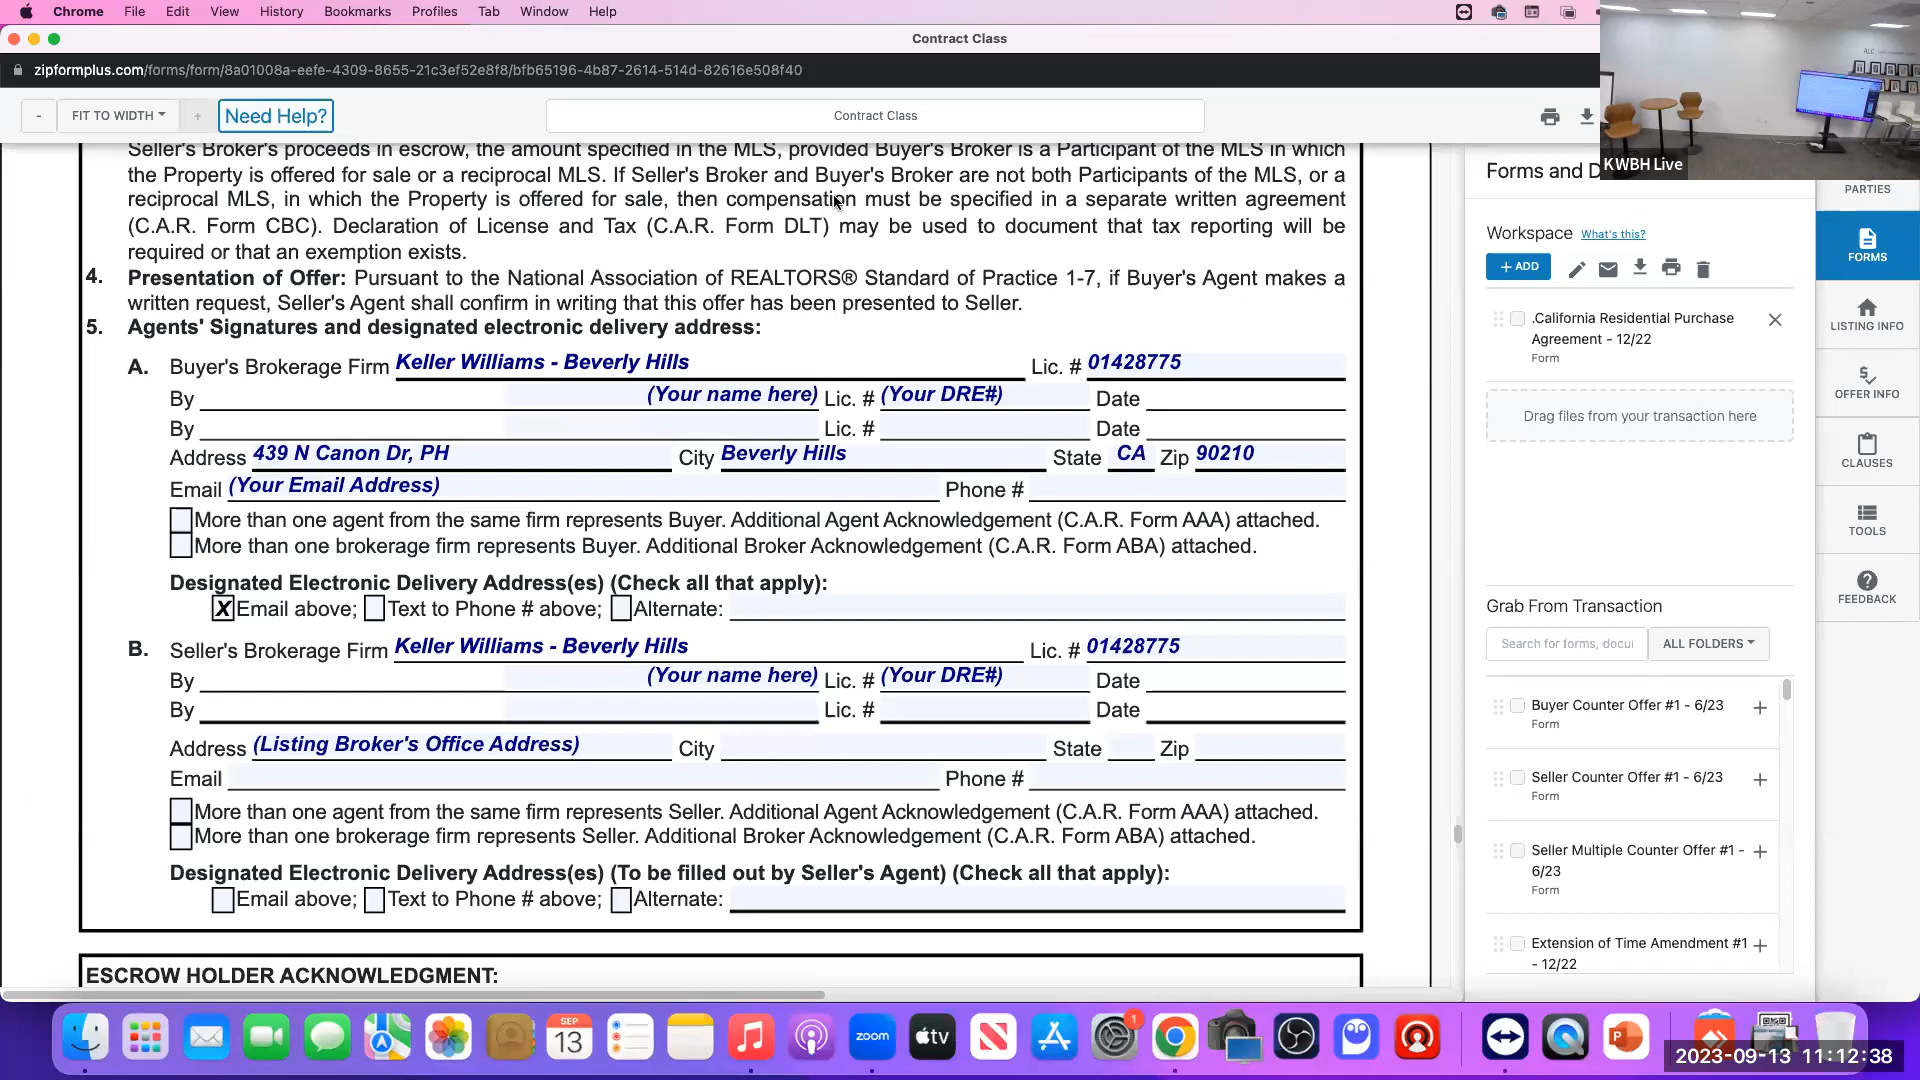 Chrome File Edit View History Bookmarks Profiles Tab Window Help
Contract Class
zipformplus.com/forms/form/8a01008a-eefe-4309-8655-21c3ef52e8f8/bfb65196-4b87-2614-514d-82616e508f40
- FIT TO WIDTH + Need Help? Contract Class
KWBH Live
Seller's Broker's proceeds in escrow, the amount specified in the MLS, provided Buyer's Broker is a Participant of the MLS in which
the Property is offered for sale or a reciprocal MLS. If Seller's Broker and Buyer's Broker are not both Participants of the MLS, or a
reciprocal MLS, in which the Property is offered for sale, then compensation must be specified in a separate written agreement
(C.A.R. Form CBC). Declaration of License and Tax (C.A.R. Form DLT) may be used to document that tax reporting will be
required or that an exemption exists.
4. Presentation of Offer: Pursuant to the National Association of REALTORS® Standard of Practice 1-7, if Buyer's Agent makes a
written request, Seller's Agent shall confirm in writing that this offer has been presented to Seller.
5. Agents' Signatures and designated electronic delivery address:
A. Buyer's Brokerage Firm Keller Williams - Beverly Hills Lic. # 01428775
By (Your name here) Lic. # (Your DRE#) Date
By Lic. # Date
Address 439 N Canon Dr, PH City Beverly Hills State CA Zip 90210
Email (Your Email Address) Phone #
More than one agent from the same firm represents Buyer. Additional Agent Acknowledgement (C.A.R. Form AAA) attached.
More than one brokerage firm represents Buyer. Additional Broker Acknowledgement (C.A.R. Form ABA) attached.
Designated Electronic Delivery Address(es) (Check all that apply):
X Email above; Text to Phone # above; Alternate:
B. Seller's Brokerage Firm Keller Williams - Beverly Hills Lic. # 01428775
By (Your name here) Lic. # (Your DRE#) Date
By Lic. # Date
Address (Listing Broker's Office Address) City State Zip
Email Phone #
More than one agent from the same firm represents Seller. Additional Agent Acknowledgement (C.A.R. Form AAA) attached.
More than one brokerage firm represents Seller. Additional Broker Acknowledgement (C.A.R. Form ABA) attached.
Designated Electronic Delivery Address(es) (To be filled out by Seller's Agent) (Check all that apply):
Email above; Text to Phone # above; Alternate:
ESCROW HOLDER ACKNOWLEDGMENT:
Forms and D
Workspace What's this?
+ ADD
.California Residential Purchase
Agreement - 12/22
Form
Drag files from your transaction here
Grab From Transaction
Search for forms, docu ALL FOLDERS
Buyer Counter Offer #1 - 6/23
Form
Seller Counter Offer #1 - 6/23
Form
Seller Multiple Counter Offer #1 -
6/23
Form
Extension of Time Amendment #1
- 12/22
PARTIES
FORMS
LISTING INFO
OFFER INFO
CLAUSES
TOOLS
FEEDBACK
SEP
13
zoom
tv
1
P
2023-09-13 11:12:38